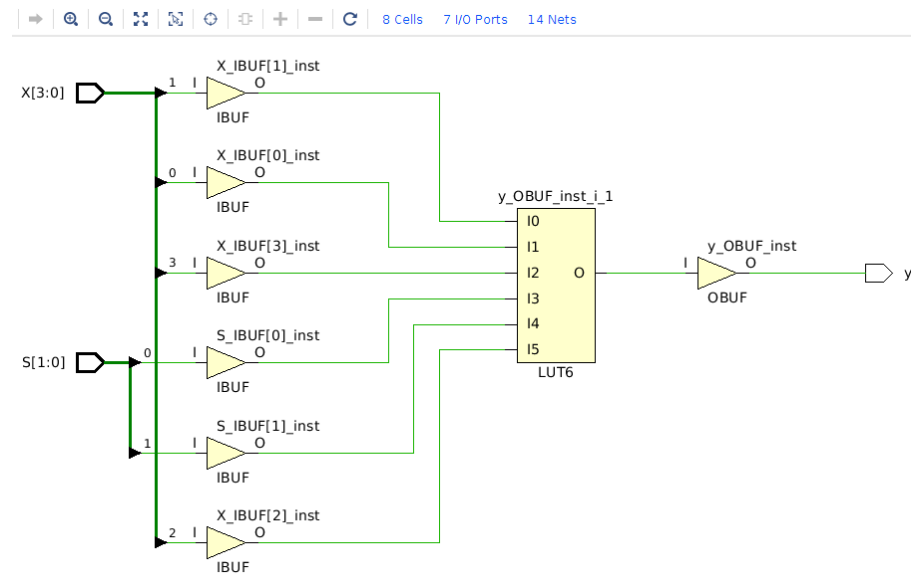 8 Cells 7 I/O Ports 14 Nets
X_IBUF[1]_inst
X[3:0] 1 I O
IBUF
X_IBUF[0]_inst
0 I O
IBUF
y_OBUF_inst_i_1
I0
I1
X_IBUF[3]_inst
3 I O
IBUF
I2 O
y_OBUF_inst
I O
OBUF
y
I3
I4
I5
LUT6
S_IBUF[0]_inst
S[1:0] 0 I O
IBUF
S_IBUF[1]_inst
1 I O
IBUF
X_IBUF[2]_inst
2 I O
IBUF